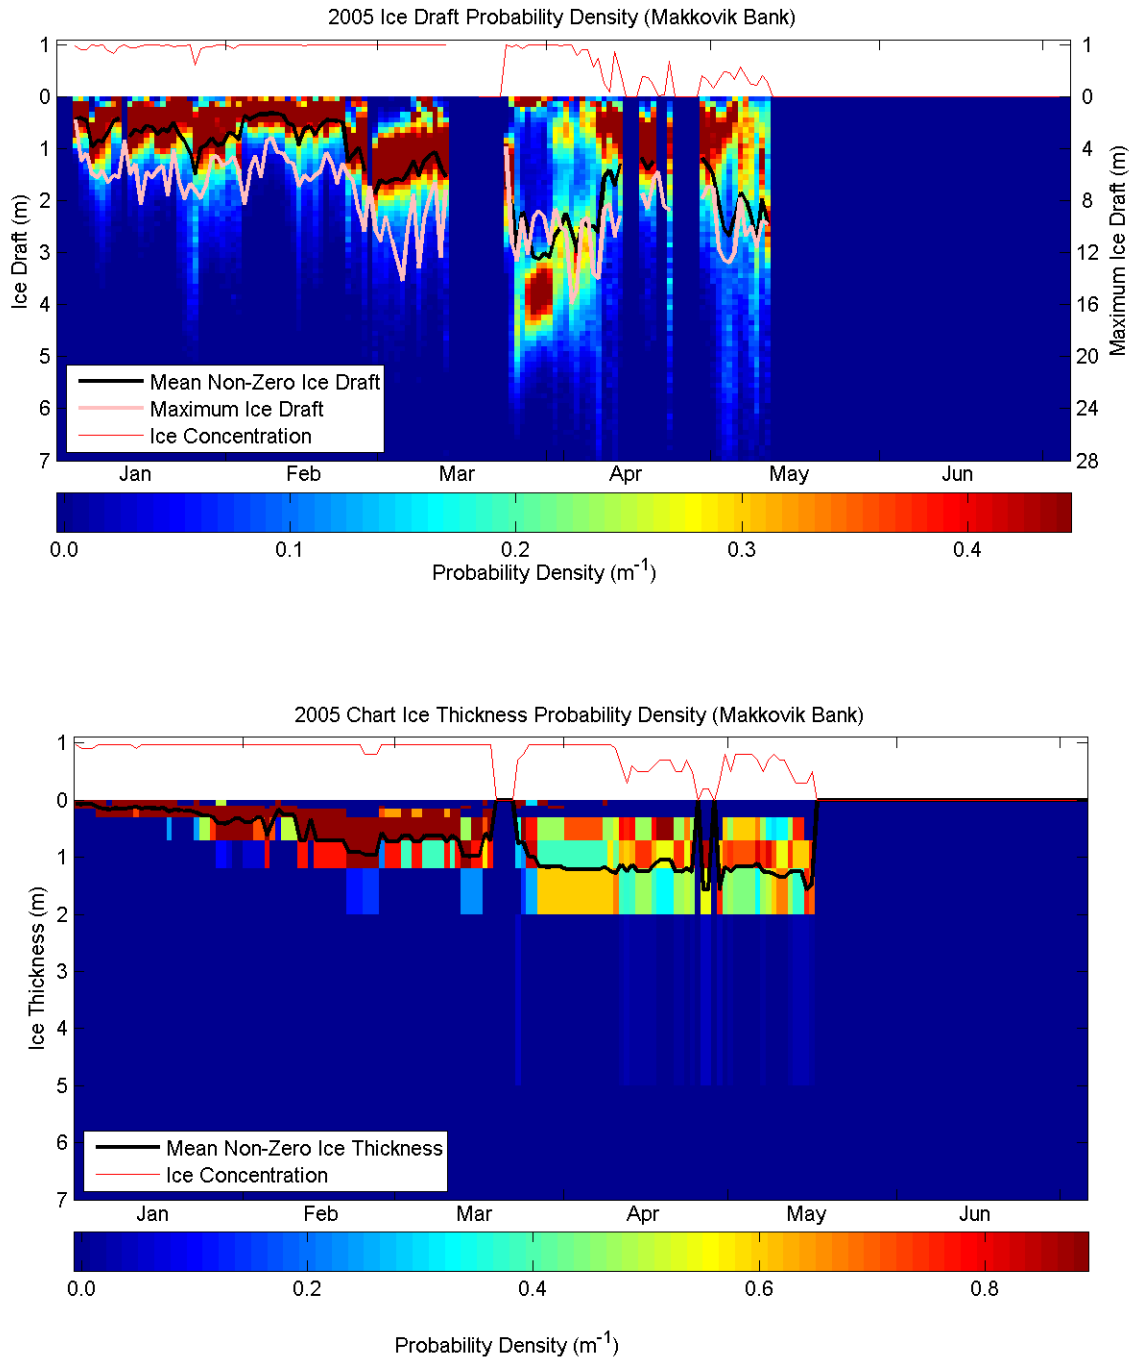 2005 Ice Draft Probability Density (Makkovik Bank)
1 1
0 0
1 4
2 8
3 12
4 16
5 20
6 24
7 28
Ice Draft (m)
Maximum Ice Draft (m)
Mean Non-Zero Ice Draft
Maximum Ice Draft
Ice Concentration
Jan Feb Mar Apr May Jun
0.0 0.1 0.2 0.3 0.4
Probability Density (m⁻¹)
2005 Chart Ice Thickness Probability Density (Makkovik Bank)
1
0
1
2
3
4
5
6
7
Ice Thickness (m)
Mean Non-Zero Ice Thickness
Ice Concentration
Jan Feb Mar Apr May Jun
0.0 0.2 0.4 0.6 0.8
Probability Density (m⁻¹)